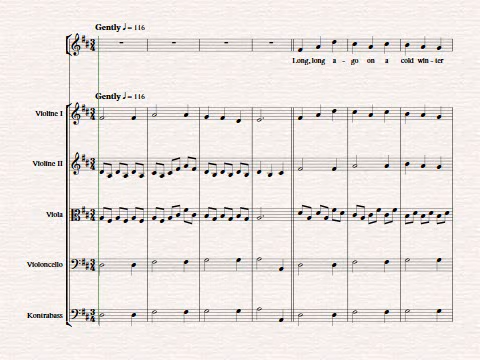 Gently ♩= 116
Long, long a - go on a cold win - ter
Gently ♩= 116
Violine I
Violine II
Viola
Violoncello
Kontrabass